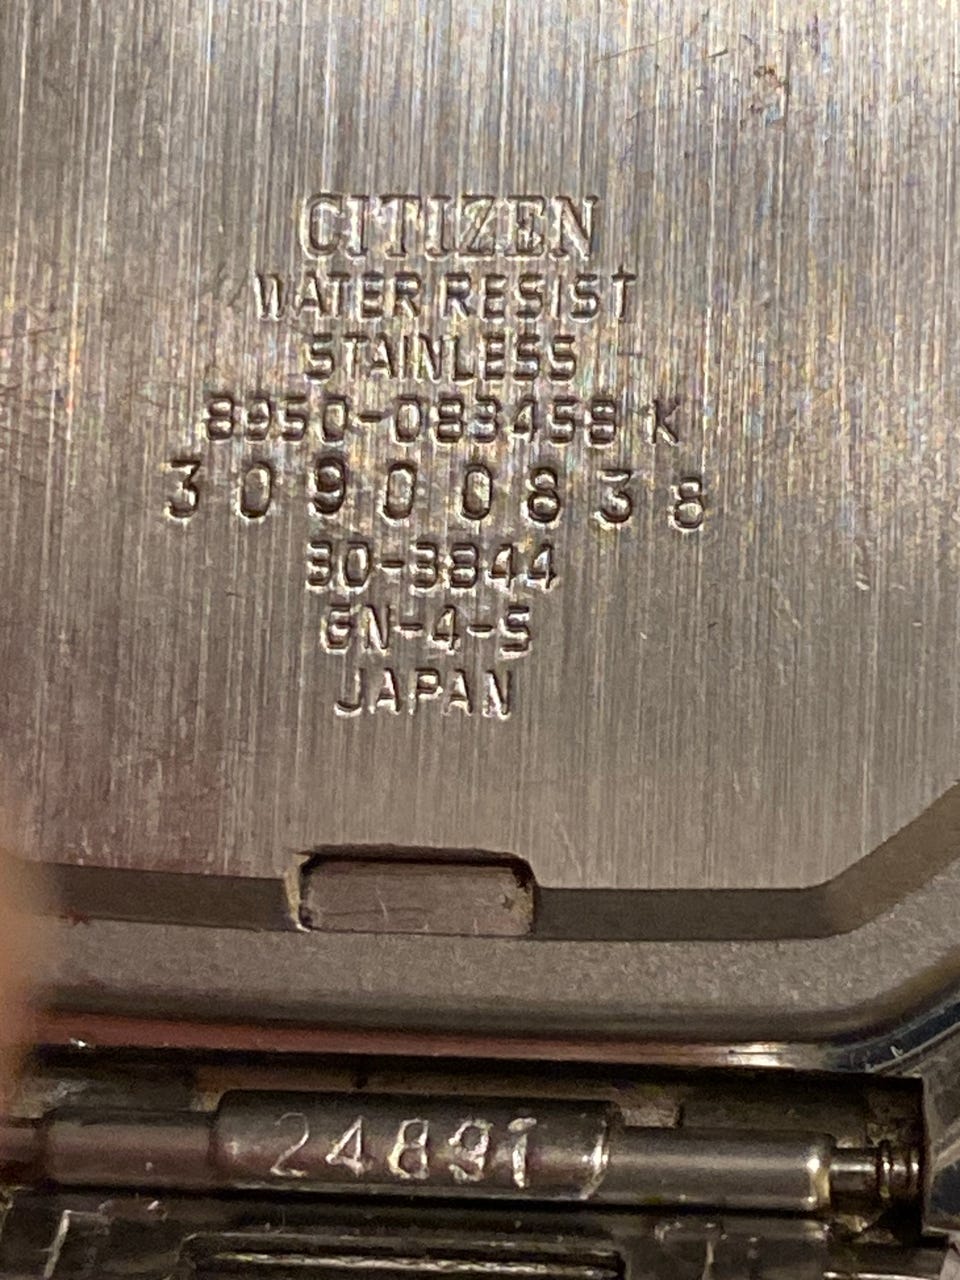 CITIZEN
WATER RESIST
STAINLESS
8950-083458 K
30900838
30-3844
GN-4-S
JAPAN
24891